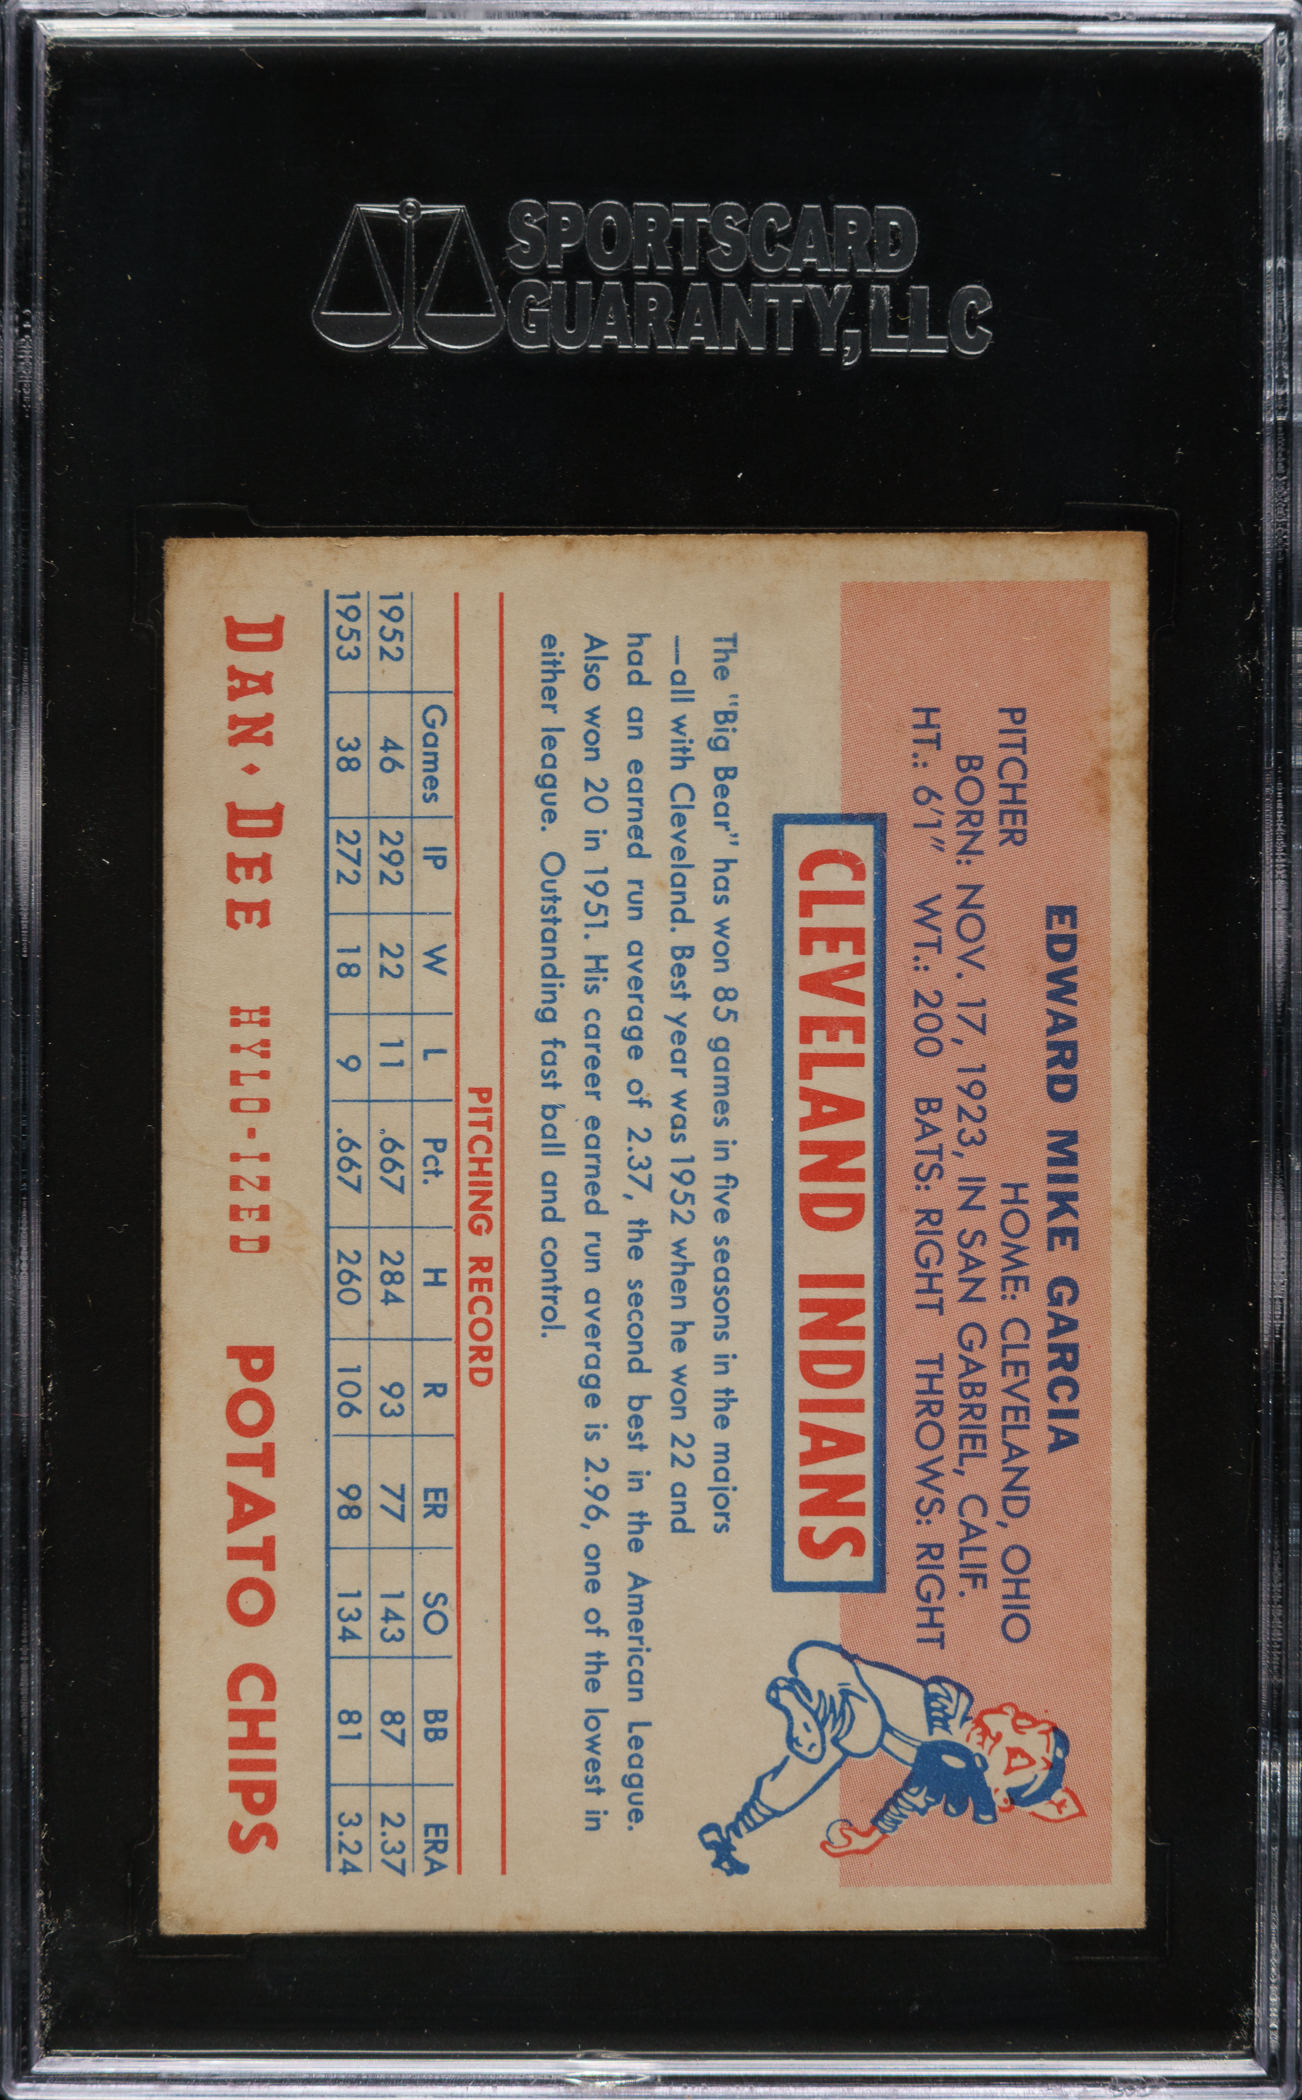 SPORTSCARD
GUARANTY, LLC
EDWARD MIKE GARCIA
PITCHER HOME: CLEVELAND, OHIO
BORN: NOV. 17, 1923, IN SAN GABRIEL, CALIF.
HT.: 6'1" WT.: 200 BATS: RIGHT THROWS: RIGHT
CLEVELAND INDIANS
The "Big Bear" has won 85 games in five seasons in the majors
—all with Cleveland. Best year was 1952 when he won 22 and
had an earned run average of 2.37, the second best in the American League.
Also won 20 in 1951. His career earned run average is 2.96, one of the lowest in
either league. Outstanding fast ball and control.
PITCHING RECORD
Games IP W L Pct. H R ER SO BB ERA
1952 46 292 22 11 .667 284 93 77 143 87 2.37
1953 38 272 18 9 .667 260 106 98 134 81 3.24
DAN·DEE HYLO-IZED POTATO CHIPS